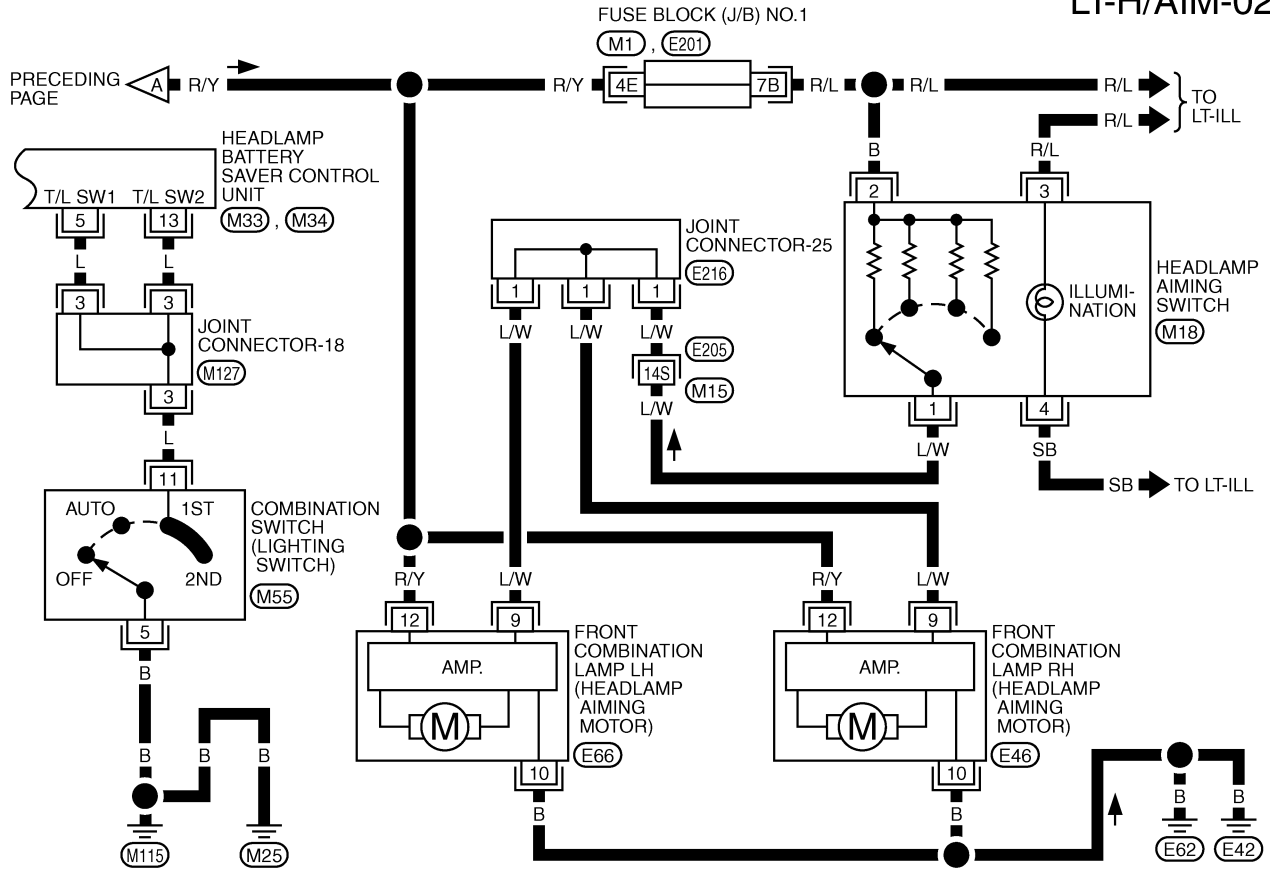 LT-H/AIM-02
FUSE BLOCK (J/B) NO.1
M1 , E201
PRECEDING
PAGE
A R/Y
R/Y 4E 7B R/L R/L R/L
TO
LT-ILL
R/L
B
R/L
HEADLAMP
BATTERY
SAVER CONTROL
UNIT
M33 , M34
T/L SW1 T/L SW2
5 13
L L
3 3
JOINT
CONNECTOR-18
M127
3
L
11
AUTO 1ST
OFF 2ND
COMBINATION
SWITCH
(LIGHTING
SWITCH)
M55
5
B
B B B
M115 M25
JOINT
CONNECTOR-25
E216
1 1 1
L/W L/W L/W
E205
14S
M15
L/W
2 3
ILLUMI-
NATION
HEADLAMP
AIMING
SWITCH
M18
1 4
L/W SB
SB TO LT-ILL
R/Y L/W R/Y L/W
12 9
AMP.
M
FRONT
COMBINATION
LAMP LH
(HEADLAMP
AIMING
MOTOR)
E66
10
B
12 9
AMP.
M
FRONT
COMBINATION
LAMP RH
(HEADLAMP
AIMING
MOTOR)
E46
10
B
B B
E62 E42